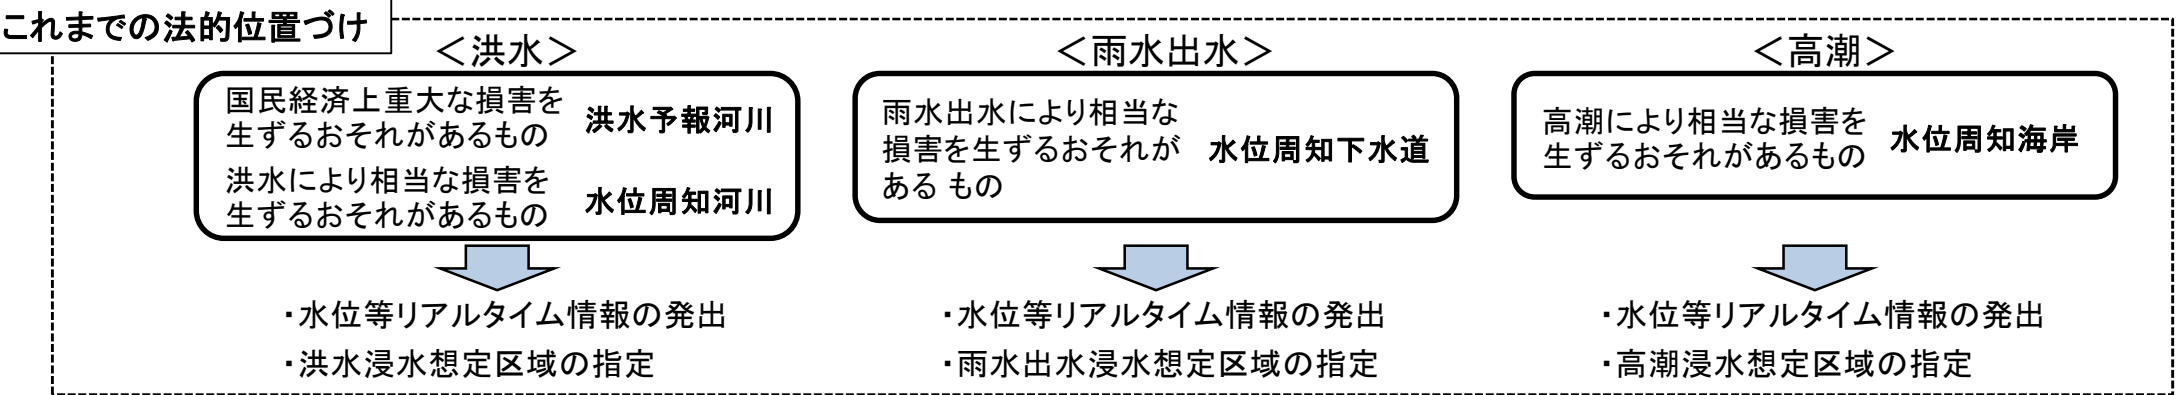 これまでの法的位置づけ
＜洪水＞
国民経済上重大な損害を
生ずるおそれがあるもの
洪水予報河川
洪水により相当な損害を
生ずるおそれがあるもの
水位周知河川
・水位等リアルタイム情報の発出
・洪水浸水想定区域の指定
＜雨水出水＞
雨水出水により相当な
損害を生ずるおそれが
ある もの
水位周知下水道
・水位等リアルタイム情報の発出
・雨水出水浸水想定区域の指定
＜高潮＞
高潮により相当な損害を
生ずるおそれがあるもの
水位周知海岸
・水位等リアルタイム情報の発出
・高潮浸水想定区域の指定